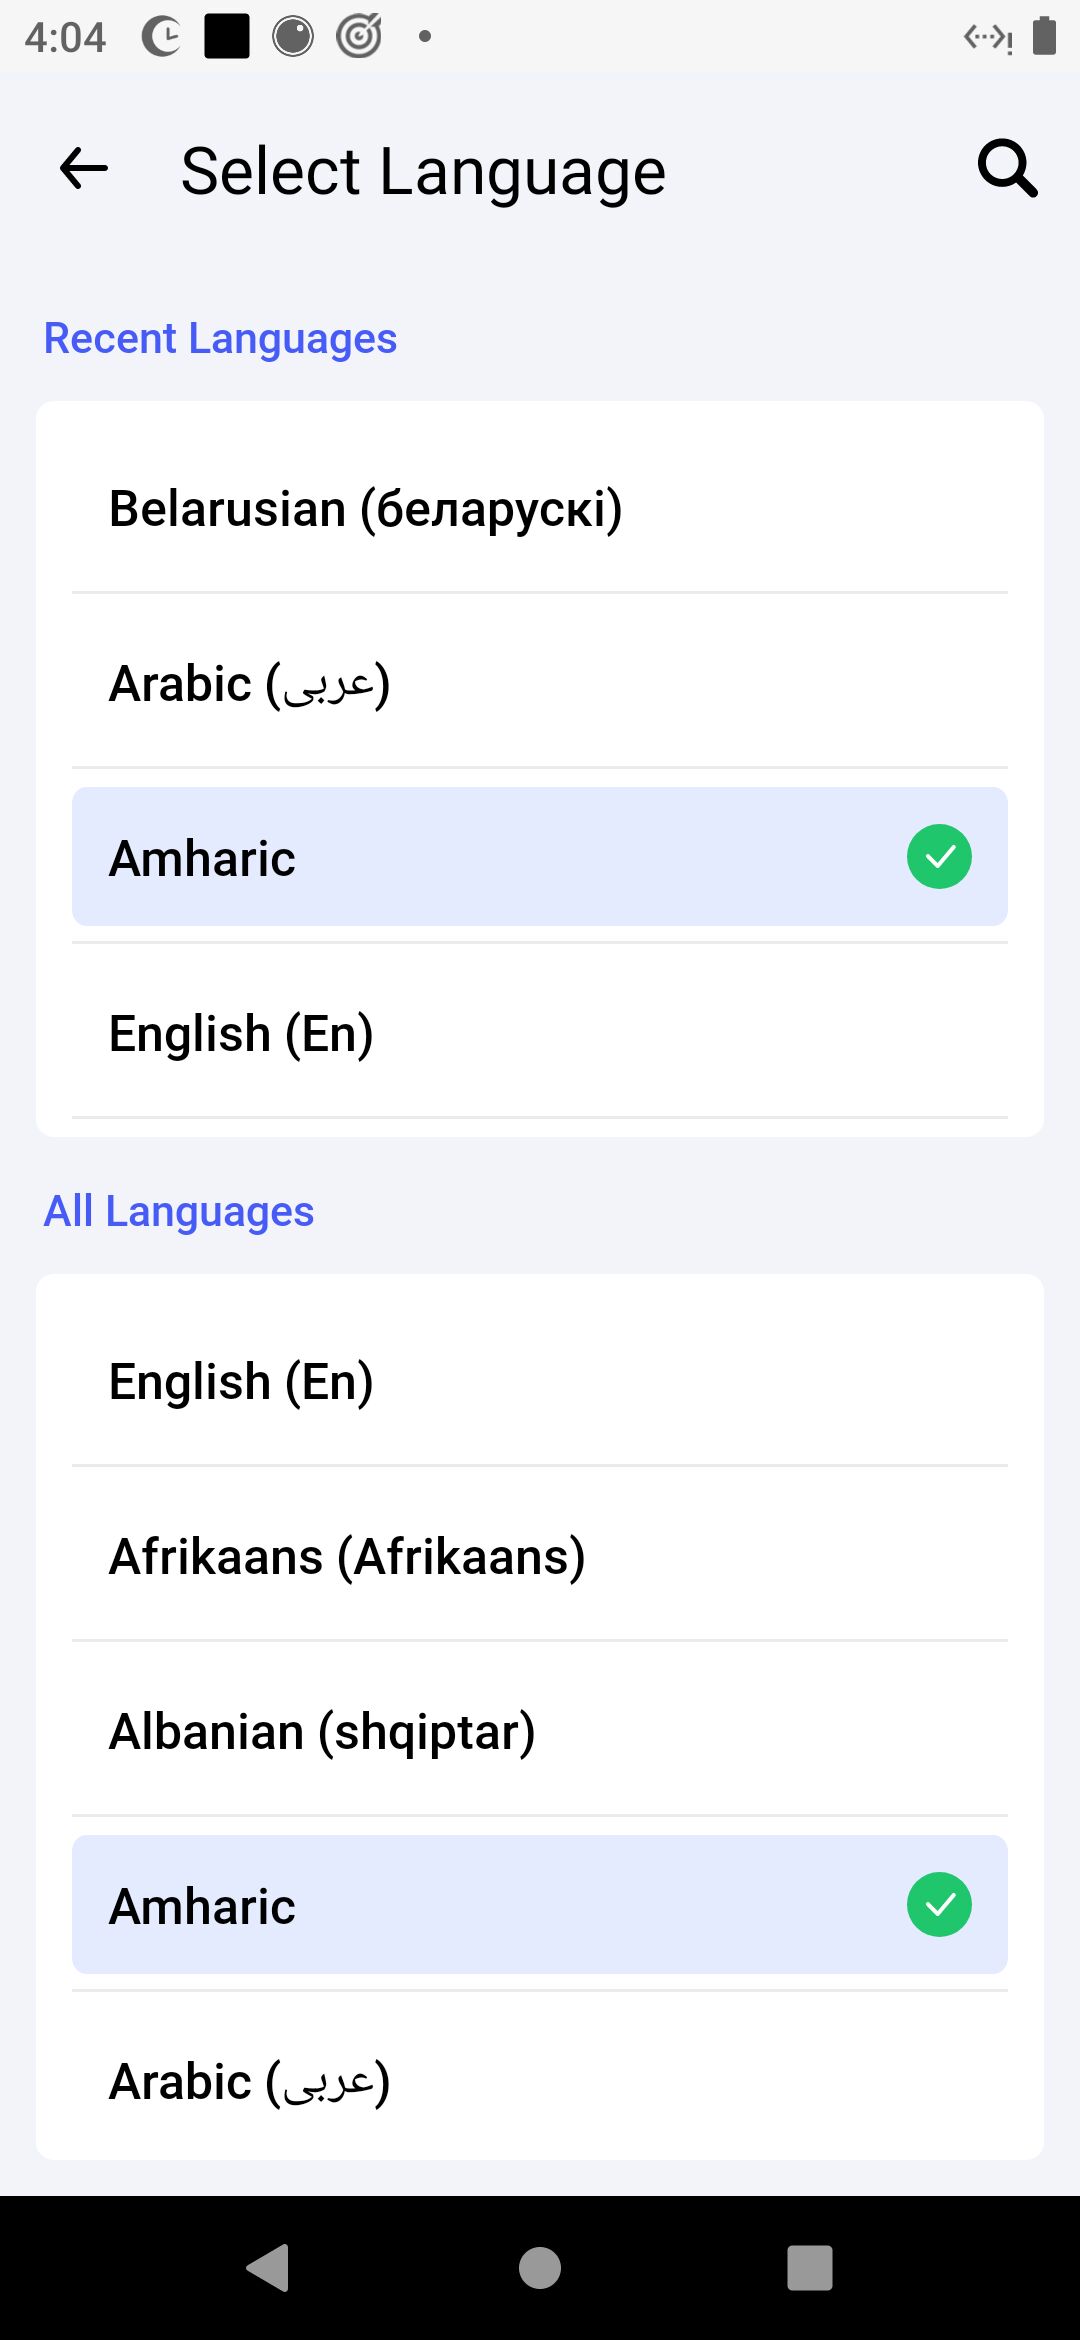 4:04
Select Language
Recent Languages
Belarusian (беларускі)
Arabic (عربى)
Amharic
English (En)
All Languages
English (En)
Afrikaans (Afrikaans)
Albanian (shqiptar)
Amharic
Arabic (عربى)